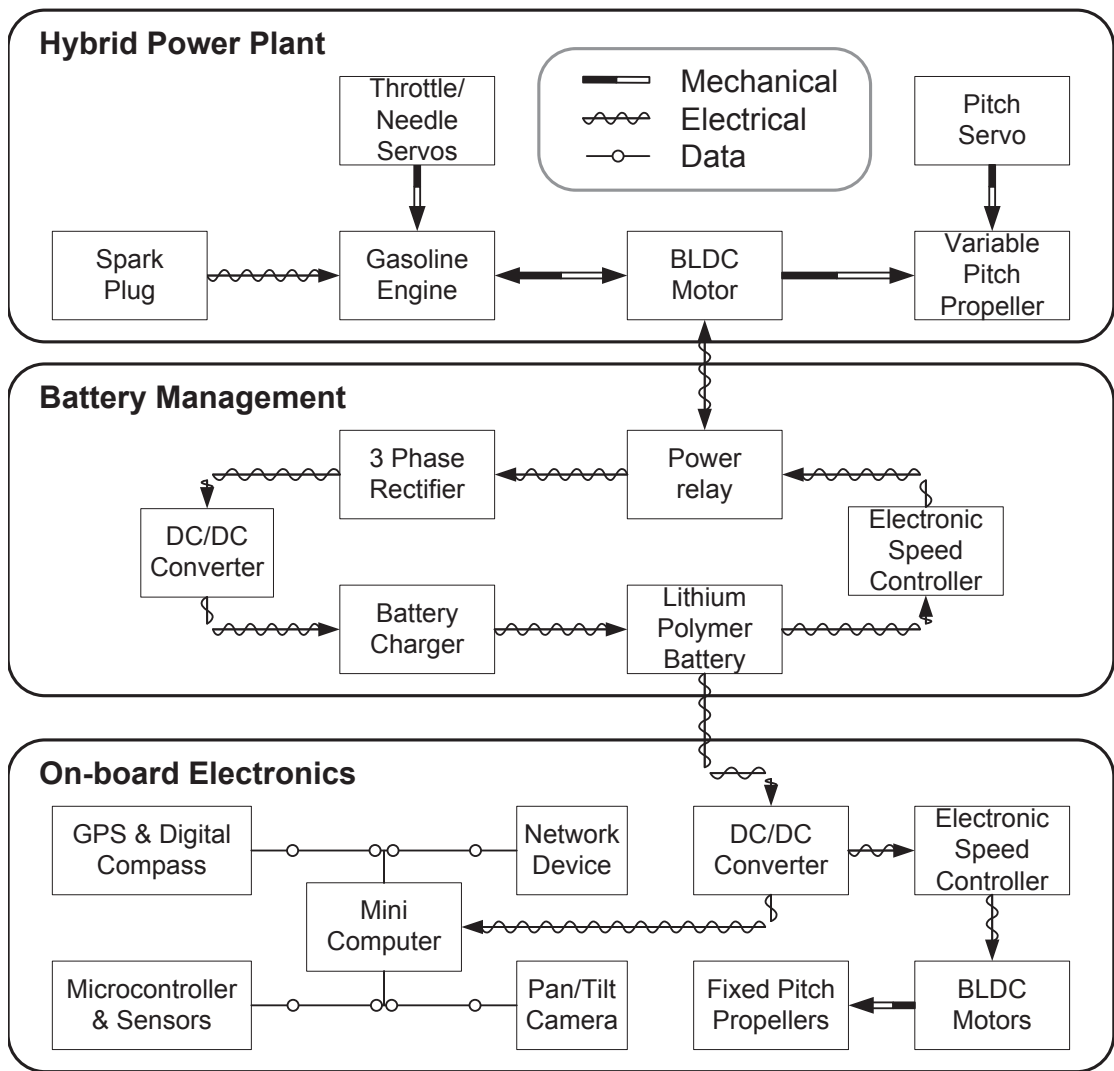 Hybrid Power Plant
Throttle/
Needle
Servos
Mechanical
Electrical
Data
Pitch
Servo
Spark
Plug
Gasoline
Engine
BLDC
Motor
Variable
Pitch
Propeller
Battery Management
3 Phase
Rectifier
Power
relay
DC/DC
Converter
Electronic
Speed
Controller
Battery
Charger
Lithium
Polymer
Battery
On-board Electronics
GPS & Digital
Compass
Network
Device
DC/DC
Converter
Electronic
Speed
Controller
Mini
Computer
Microcontroller
& Sensors
Pan/Tilt
Camera
Fixed Pitch
Propellers
BLDC
Motors